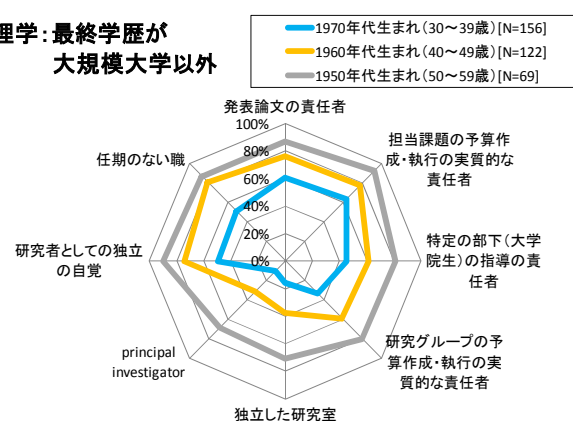 理学：最終学歴が
大規模大学以外
1970年代生まれ（30～39歳）[N=156]
1960年代生まれ（40～49歳）[N=122]
1950年代生まれ（50～59歳）[N=69]
発表論文の責任者
担当課題の予算作
成・執行の実質的な
責任者
特定の部下（大学
院生）の指導の責
任者
研究グループの予
算作成・執行の実
質的な責任者
独立した研究室
principal
investigator
研究者としての独立
の自覚
任期のない職
100%
80%
60%
40%
20%
0%